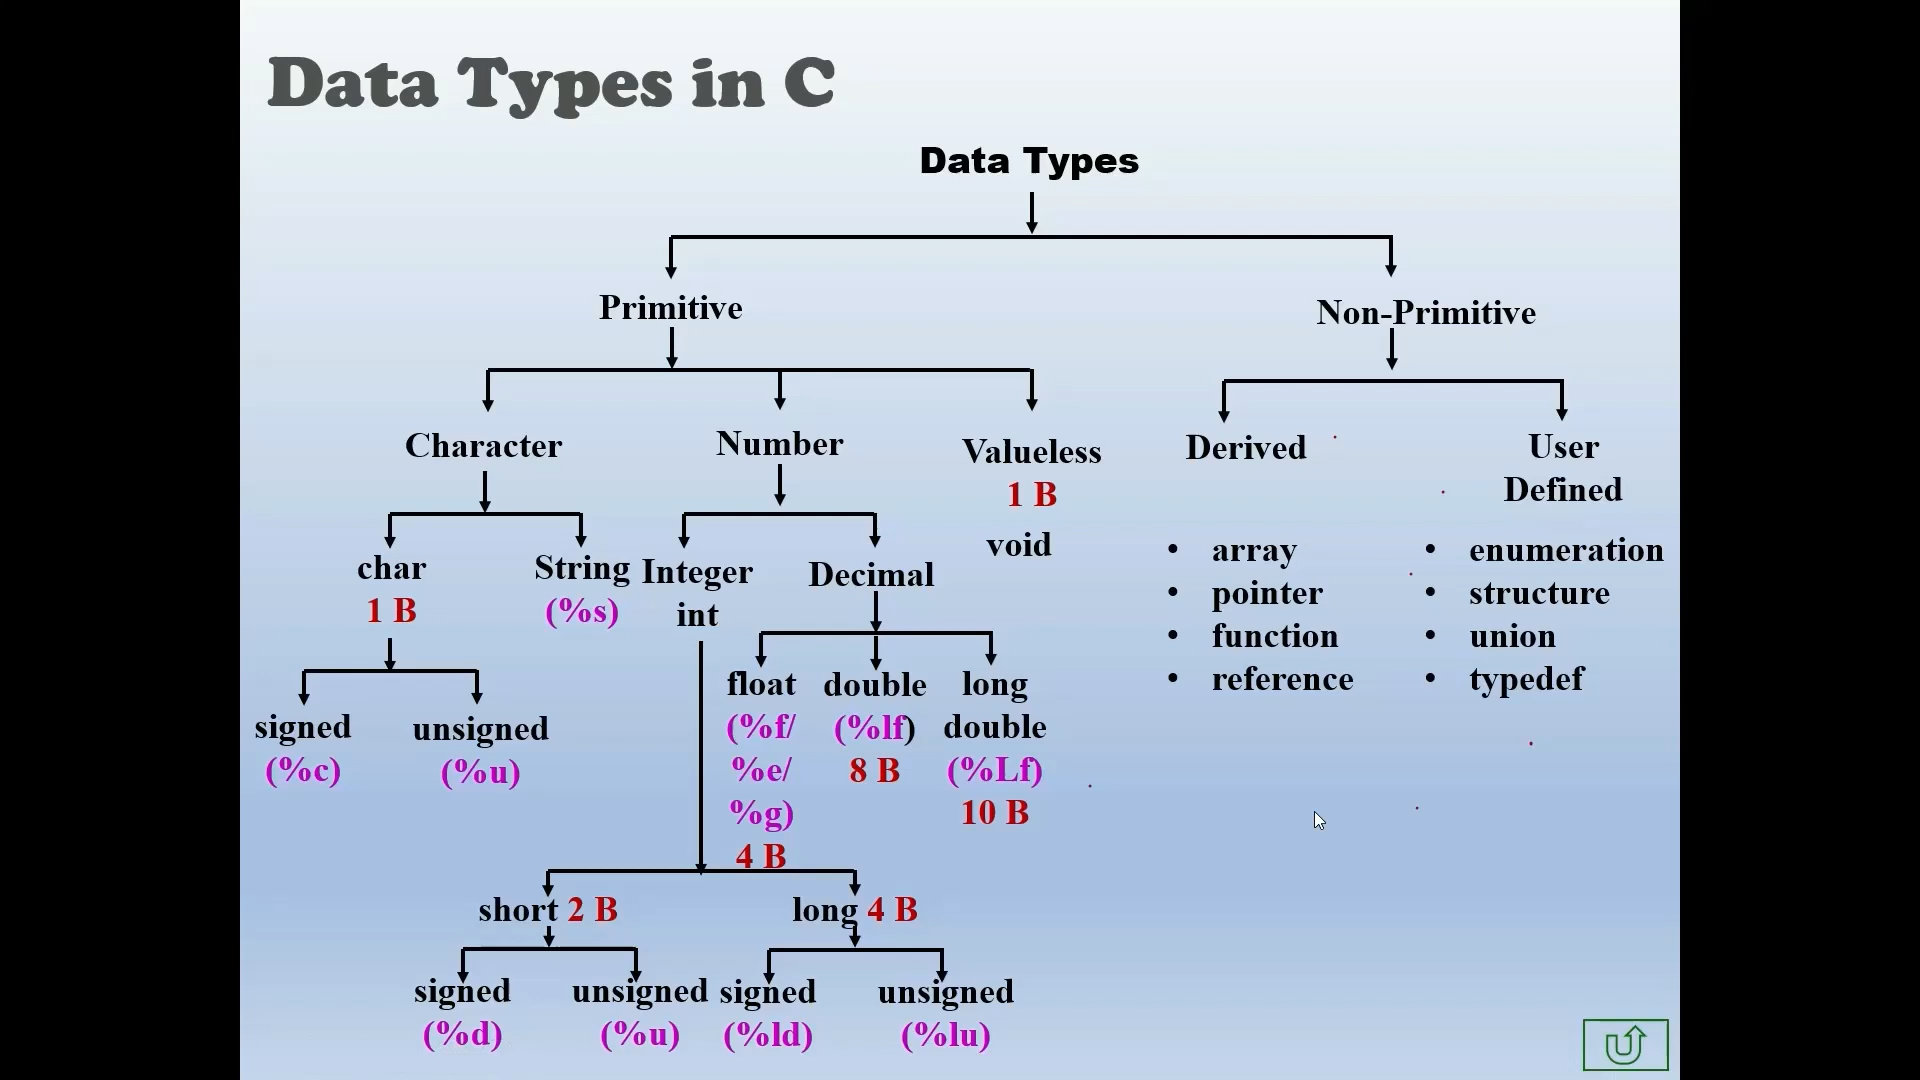 Data Types in C
Data Types
Primitive
Non-Primitive
Character
Number
Valueless
1 B
void
Derived
User
Defined
char
1 B
String
(%s)
Integer
int
Decimal
• array
• pointer
• function
• reference
• enumeration
• structure
• union
• typedef
signed
(%c)
unsigned
(%u)
float
(%f/
%e/
%g)
4 B
double
(%lf)
8 B
long
double
(%Lf)
10 B
short 2 B
long 4 B
signed
(%d)
unsigned
(%u)
signed
(%ld)
unsigned
(%lu)